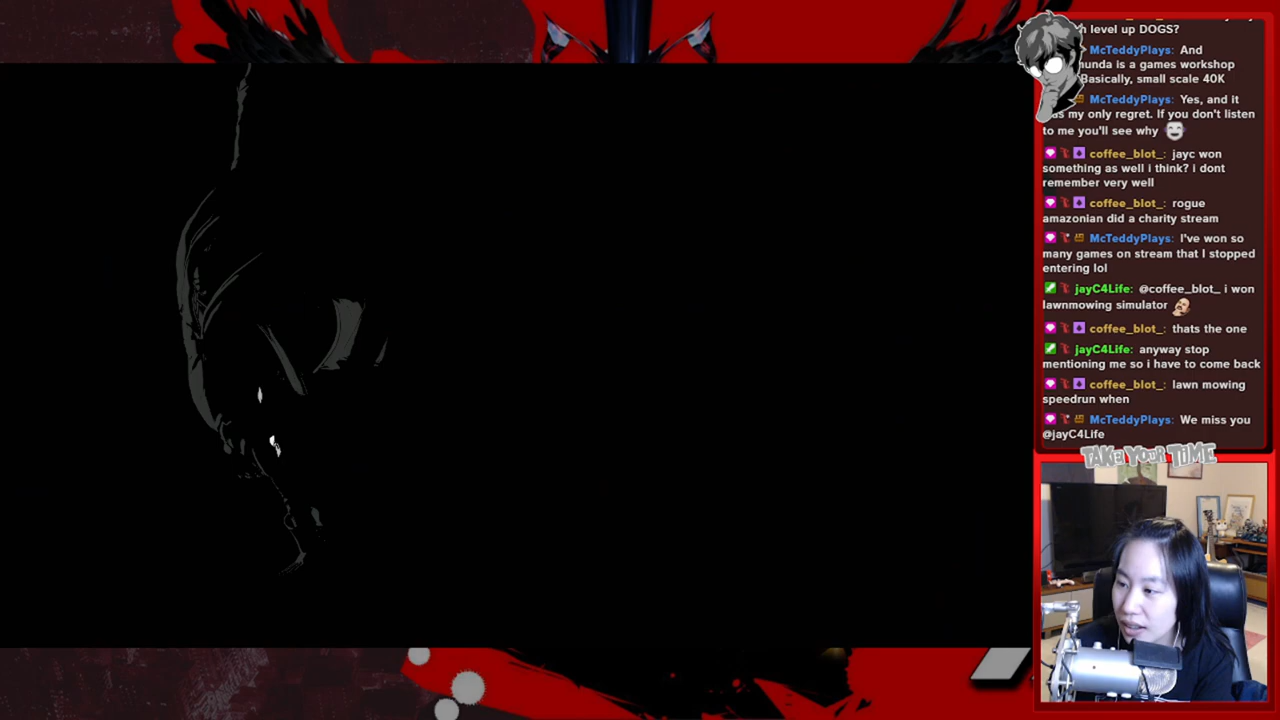 level up DOGS?
McTeddyPlays: And
munda is a games workshop
Basically, small scale 40K
McTeddyPlays: Yes, and it
as my only regret. If you don't listen
to me you'll see why
coffee_blot_: jayc won
something as well i think? i dont
remember very well
coffee_blot_: rogue
amazonian did a charity stream
McTeddyPlays: I've won so
many games on stream that I stopped
entering lol
jayC4Life: @coffee_blot_ i won
lawnmowing simulator
coffee_blot_: thats the one
jayC4Life: anyway stop
mentioning me so i have to come back
coffee_blot_: lawn mowing
speedrun when
McTeddyPlays: We miss you
@jayC4Life
TAKE YOUR TIME